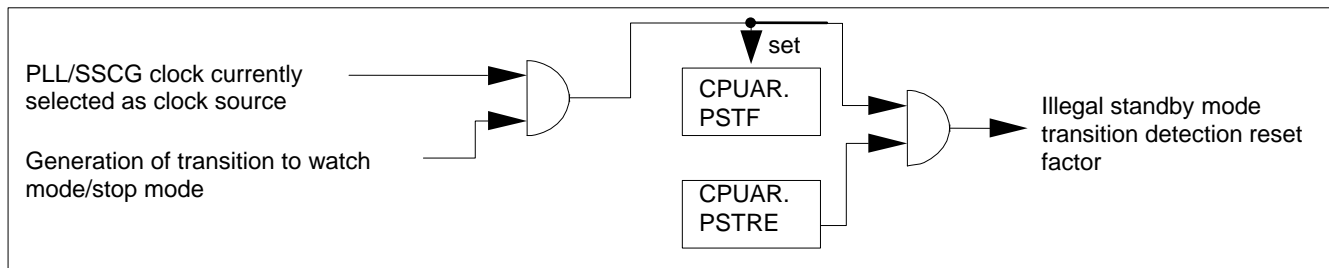 PLL/SSCG clock currently
selected as clock source
Generation of transition to watch
mode/stop mode
set
CPUAR.
PSTF
CPUAR.
PSTRE
Illegal standby mode
transition detection reset
factor